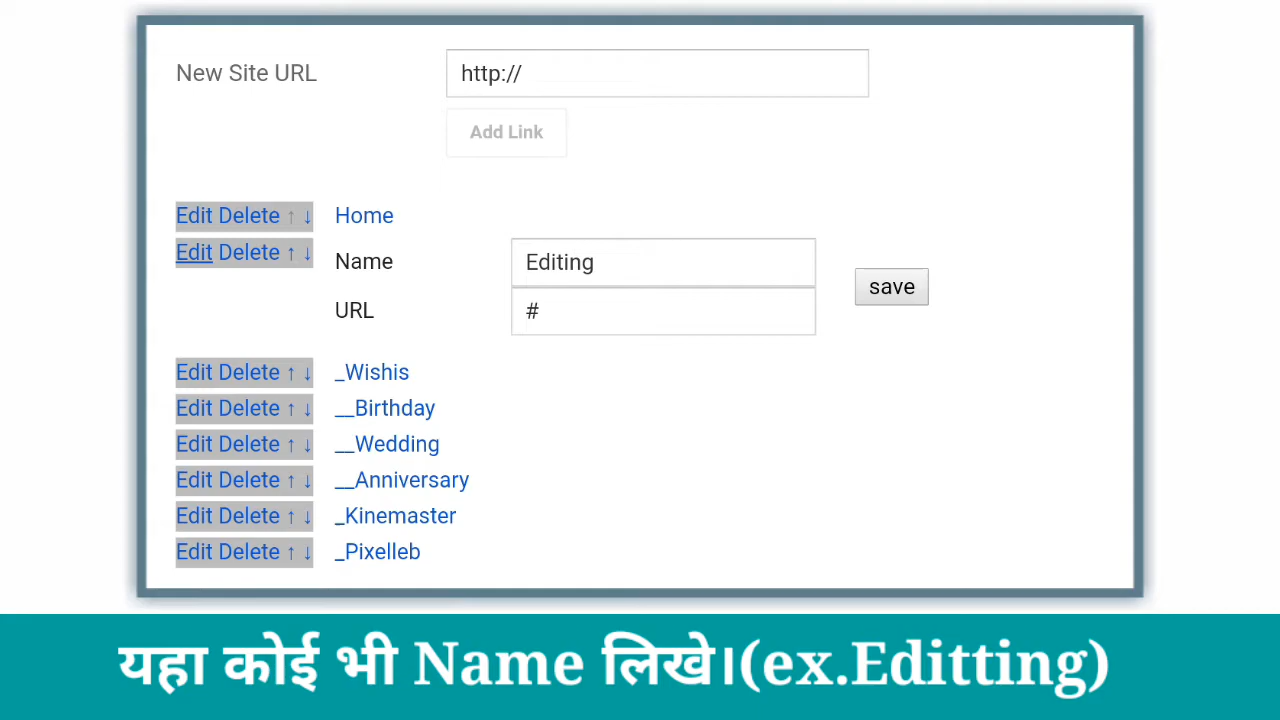 New Site URL http://
Add Link
Edit Delete ↑ ↓ Home
Edit Delete ↑ ↓ Name Editing
save
URL #
Edit Delete ↑ ↓ _Wishis
Edit Delete ↑ ↓ __Birthday
Edit Delete ↑ ↓ __Wedding
Edit Delete ↑ ↓ __Anniversary
Edit Delete ↑ ↓ _Kinemaster
Edit Delete ↑ ↓ _Pixelleb
यहा कोई भी Name लिखे।(ex.Editting)